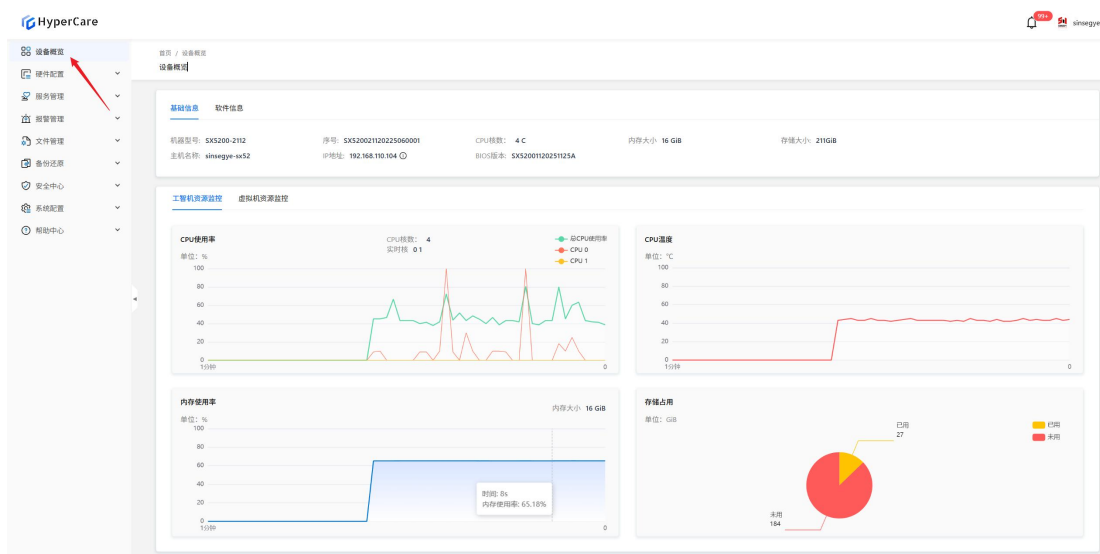 HyperCare
99+
sinsegye
设备概览
硬件配置
服务管理
报警管理
文件管理
备份还原
安全中心
系统配置
帮助中心
首页 / 设备概览
设备概览
基础信息 软件信息
机器型号: SX5200-2112 序号: SX520021120225060001 CPU核数: 4 C 内存大小 16 GiB 存储大小: 211GiB
主机名称: sinsegye-sx52 IP地址: 192.168.110.104 BIOS版本: SX52001120251125A
工智机资源监控 虚拟机资源监控
CPU使用率
CPU核数: 4
实时核 0 1
总CPU使用率
CPU 0
CPU 1
单位: %
100
80
60
40
20
0
1分钟 0
CPU温度
单位: °C
100
80
60
40
20
0
1分钟 0
内存使用率
内存大小 16 GiB
单位: %
100
80
60
40
20
0
1分钟 0
时间: 8s
内存使用率: 65.18%
存储占用
单位: GiB
已用
27
未用
184
已用
未用